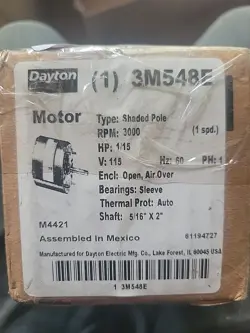 Dayton (1) 3M548E
Motor
Type: Shaded Pole
RPM: 3000 (1 spd.)
HP: 1/15
V: 115 Hz: 60 PH: 1
Encl: Open, Air Over
Bearings: Sleeve
Thermal Prot: Auto
Shaft: 5/16" X 2"
M4421 61194727
Assembled in Mexico
Manufactured for Dayton Electric Mfg. Co., Lake Forest, IL 60045 USA
1 3M548E